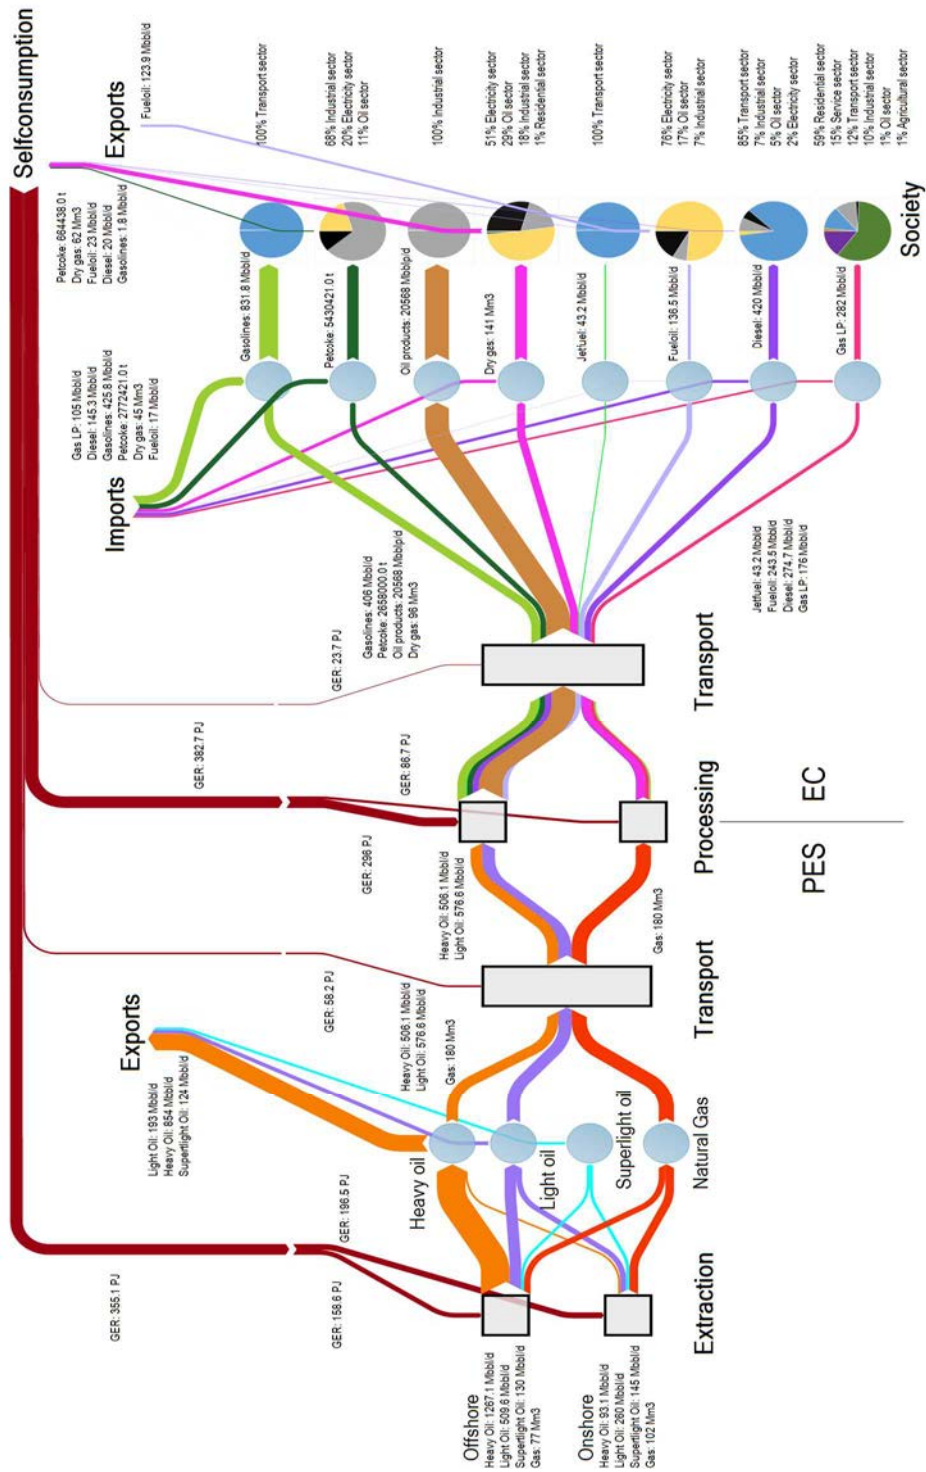 Selfconsumption
Exports
Fueloil: 123.9 Mbbl/d
Petcoke: 664438.0 t
Dry gas: 62 Mm3
Fueloil: 23 Mbbl/d
Diesel: 20 Mbbl/d
Gasolines: 1.8 Mbbl/d
100% Transport sector
68% Industrial sector
20% Electricity sector
11% Oil sector
100% Industrial sector
51% Electricity sector
29% Oil sector
18% Industrial sector
1% Residential sector
100% Transport sector
76% Electricity sector
17% Oil sector
7% Industrial sector
85% Transport sector
7% Industrial sector
5% Oil sector
2% Electricity sector
59% Residential sector
15% Service sector
12% Transport sector
10% Industrial sector
1% Oil sector
1% Agricultural sector
Society
Gasolines: 831.8 Mbbl/d
Petcoke: 5430421.0 t
Oil products: 20568 Mbblp/d
Dry gas: 141 Mm3
Jetfuel: 43.2 Mbbl/d
Fueloil: 136.5 Mbbl/d
Diesel: 420 Mbbl/d
Gas LP: 282 Mbbl/d
Imports
Gas LP: 105 Mbbl/d
Diesel: 145.3 Mbbl/d
Gasolines: 425.8 Mbbl/d
Petcoke: 2772421.0 t
Dry gas: 45 Mm3
Fueloil: 17 Mbbl/d
Gasolines: 406 Mbbl/d
Petcoke: 2658000.0 t
Oil products: 20568 Mbblp/d
Dry gas: 96 Mm3
Jetfuel: 43.2 Mbbl/d
Fueloil: 243.5 Mbbl/d
Diesel: 274.7 Mbbl/d
Gas LP: 176 Mbbl/d
GER: 23.7 PJ
Transport
GER: 382.7 PJ
GER: 86.7 PJ
GER: 296 PJ
Processing
EC
PES
Heavy Oil: 506.1 Mbbl/d
Light Oil: 576.6 Mbbl/d
Gas: 180 Mm3
GER: 58.2 PJ
Transport
Heavy Oil: 506.1 Mbbl/d
Light Oil: 576.6 Mbbl/d
Gas: 180 Mm3
Exports
Light Oil: 193 Mbbl/d
Heavy Oil: 854 Mbbl/d
Supertlight Oil: 124 Mbbl/d
Heavy oil
Light oil
Superlight oil
Natural Gas
GER: 355.1 PJ
GER: 196.5 PJ
GER: 158.6 PJ
Extraction
Offshore
Heavy Oil: 1267.1 Mbbl/d
Light Oil: 509.6 Mbbl/d
Supertlight Oil: 130 Mbbl/d
Gas: 77 Mm3
Onshore
Heavy Oil: 93.1 Mbbl/d
Light Oil: 260 Mbbl/d
Supertlight Oil: 145 Mbbl/d
Gas: 102 Mm3